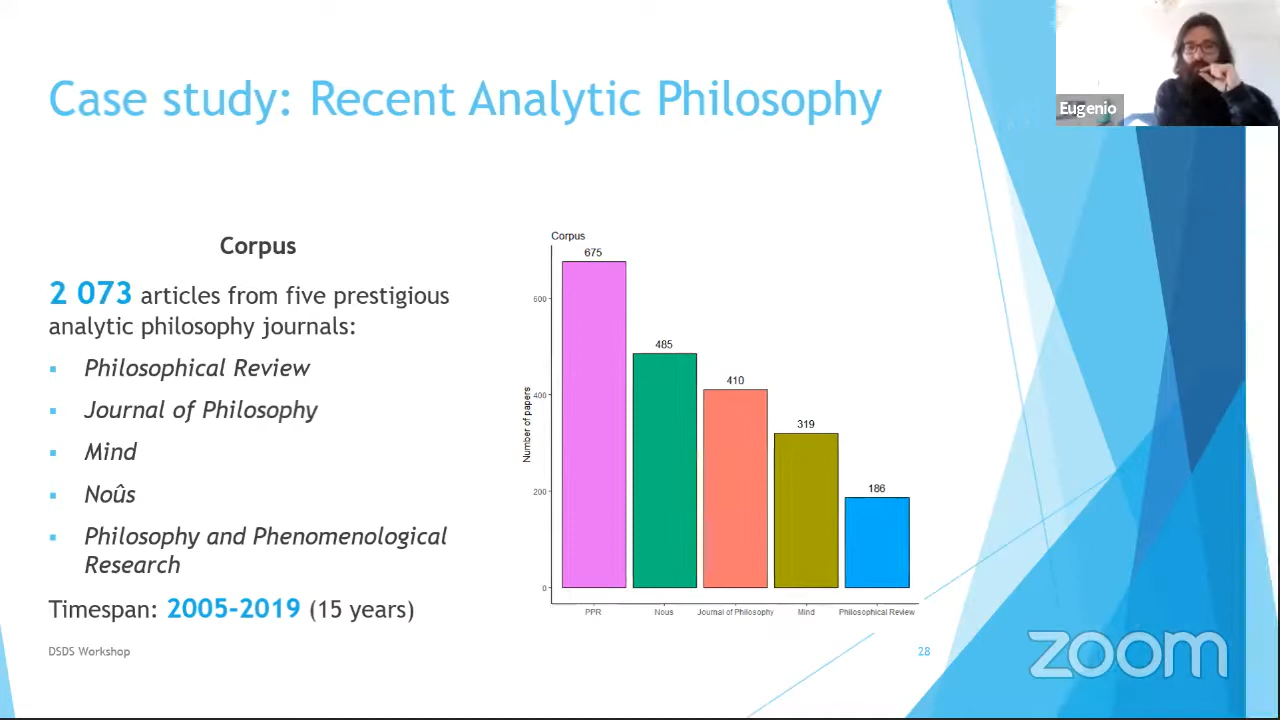 Case study: Recent Analytic Philosophy
Eugenio
Corpus
2 073 articles from five prestigious
analytic philosophy journals:
Philosophical Review
Journal of Philosophy
Mind
Noûs
Philosophy and Phenomenological
Research
Timespan: 2005-2019 (15 years)
Corpus
675
485
410
319
186
Number of papers
600
400
200
0
PPR
Nous
Journal of Philosophy
Mind
Philosophical Review
DSDS Workshop
28
zoom